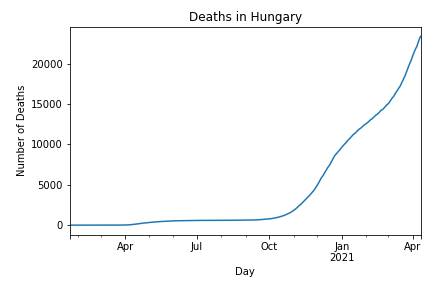 Deaths in Hungary
Number of Deaths
20000
15000
10000
5000
0
Apr Jul Oct Jan Apr
2021
Day